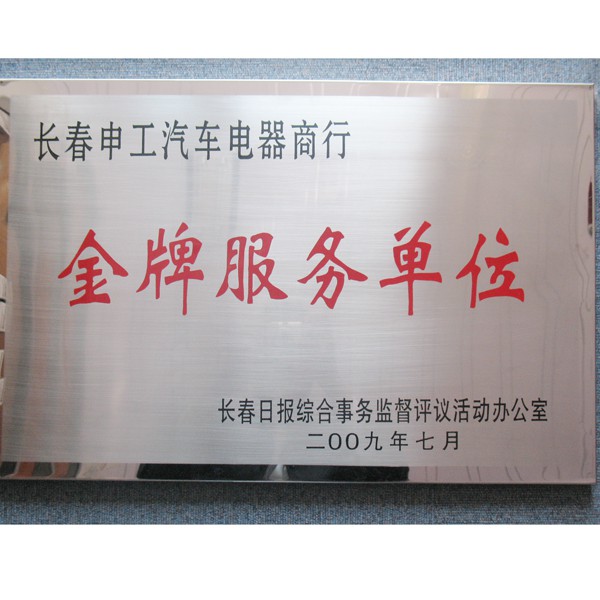 长春申工汽车电器商行
金牌服务单位
长春日报综合事务监督评议活动办公室
二00九年七月